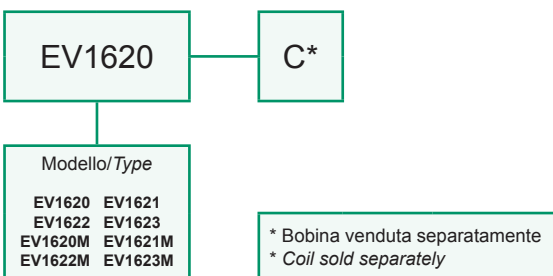 EV1620 C*
Modello/Type
EV1620 EV1621
EV1622 EV1623
EV1620M EV1621M
EV1622M EV1623M
* Bobina venduta separatamente
* Coil sold separately